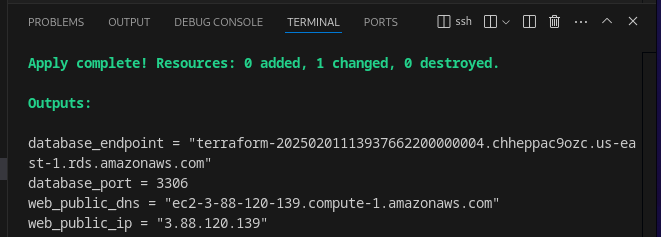 PROBLEMS OUTPUT DEBUG CONSOLE TERMINAL PORTS ssh
Apply complete! Resources: 0 added, 1 changed, 0 destroyed.
Outputs:
database_endpoint = "terraform-20250201113937662200000004.chheppac9ozc.us-ea
st-1.rds.amazonaws.com"
database_port = 3306
web_public_dns = "ec2-3-88-120-139.compute-1.amazonaws.com"
web_public_ip = "3.88.120.139"